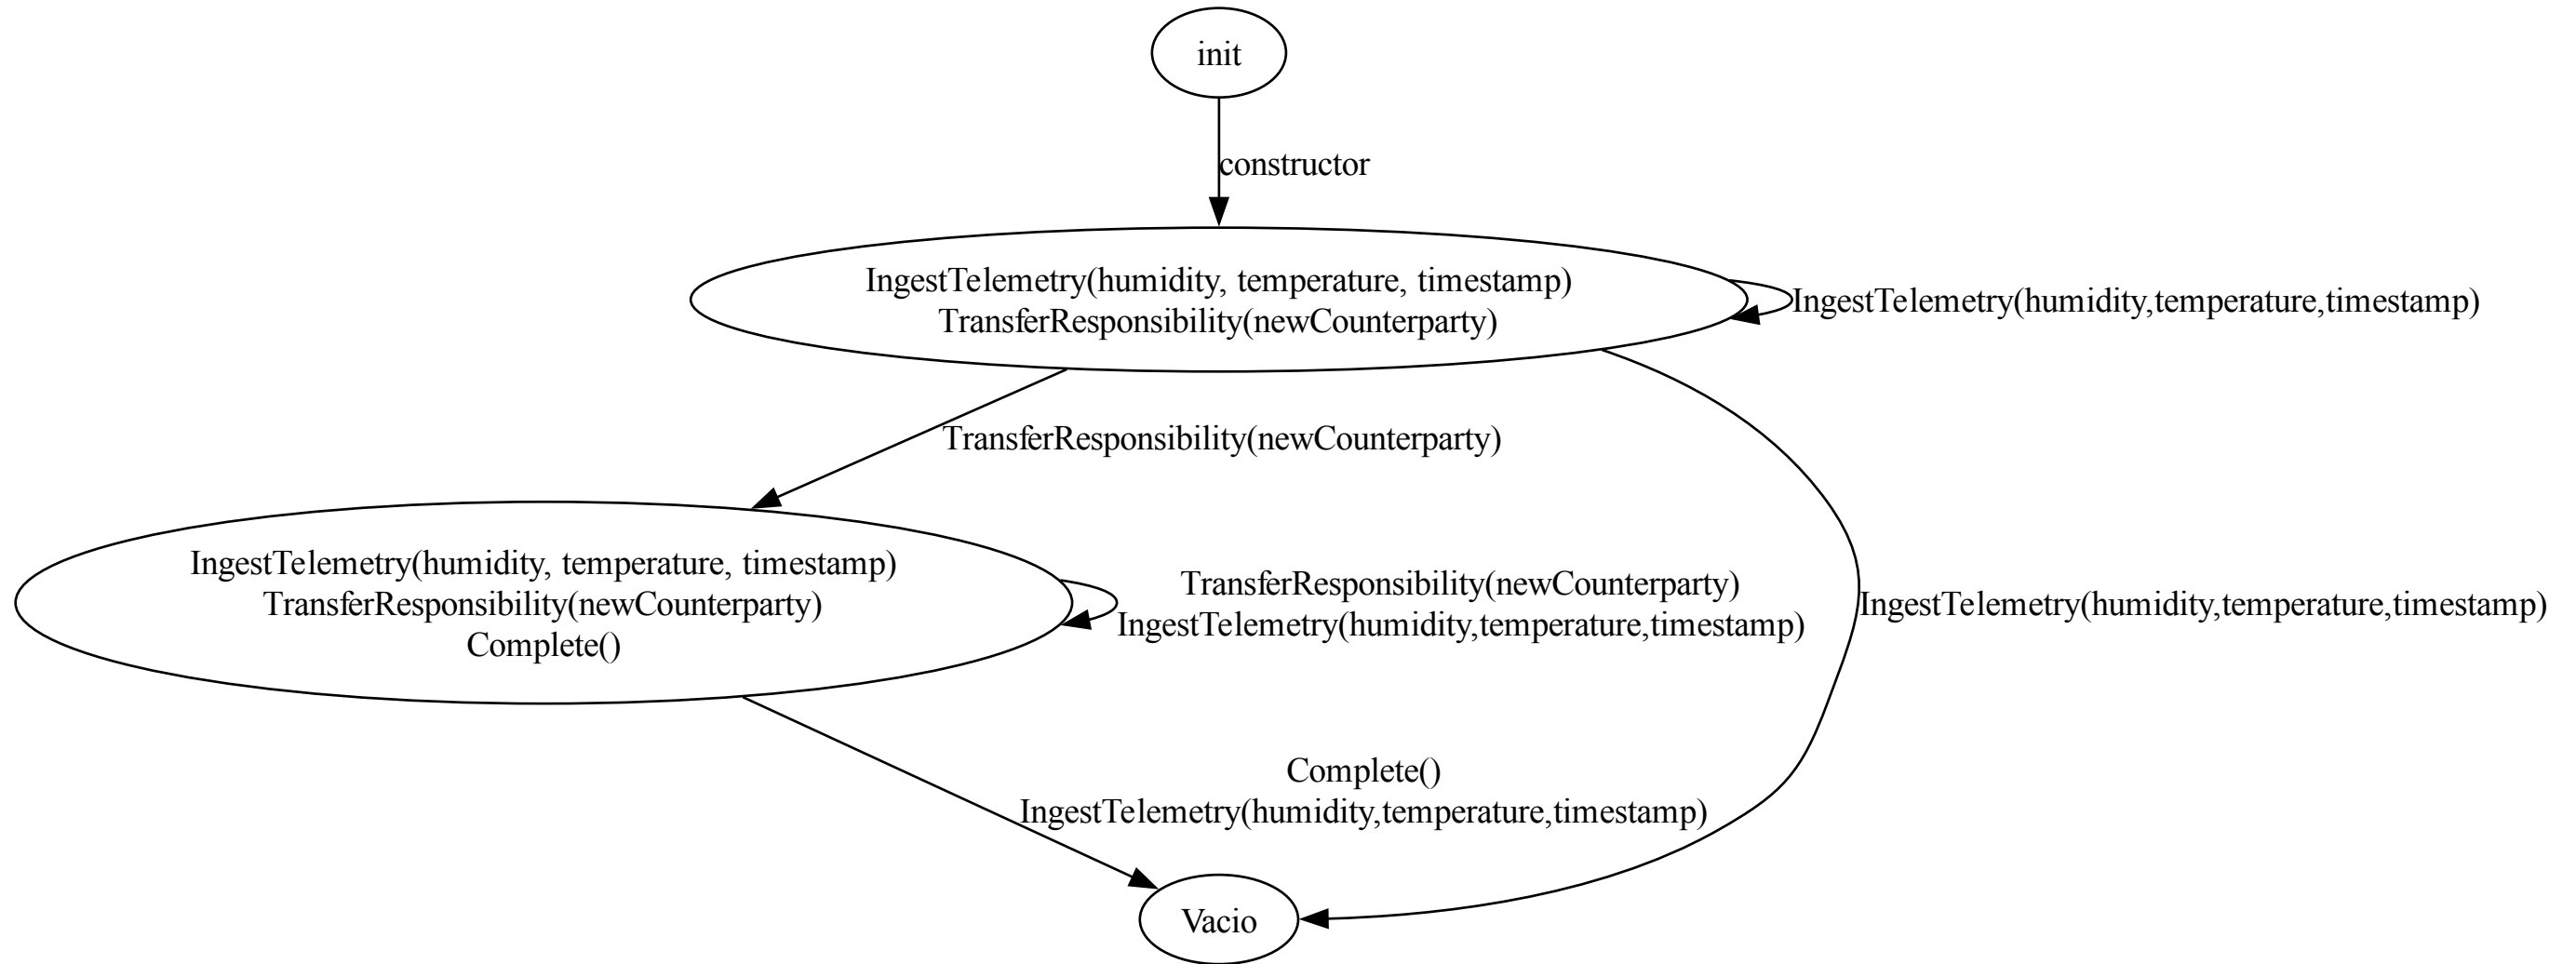 init
constructor
IngestTelemetry(humidity, temperature, timestamp)
TransferResponsibility(newCounterparty)
IngestTelemetry(humidity,temperature,timestamp)
TransferResponsibility(newCounterparty)
IngestTelemetry(humidity, temperature, timestamp)
TransferResponsibility(newCounterparty)
Complete()
TransferResponsibility(newCounterparty)
IngestTelemetry(humidity,temperature,timestamp)
IngestTelemetry(humidity,temperature,timestamp)
Complete()
IngestTelemetry(humidity,temperature,timestamp)
Vacio